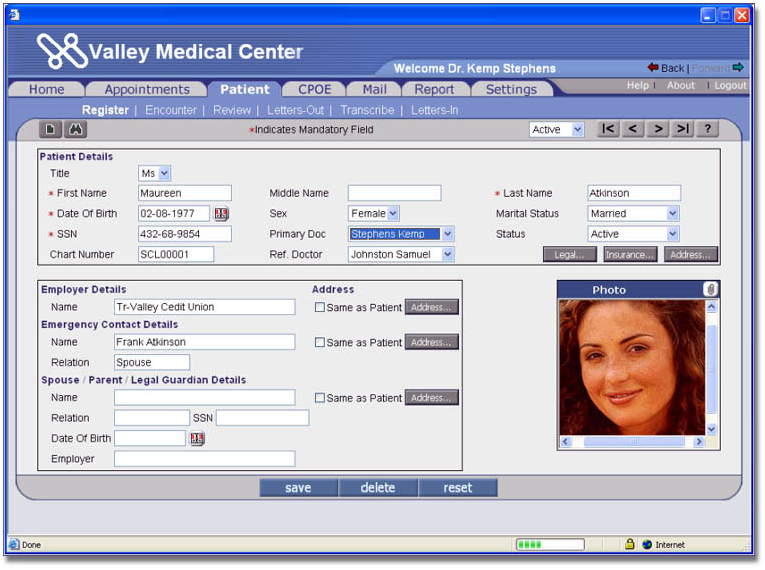 Valley Medical Center
Welcome Dr. Kemp Stephens
Back | Forward
Home Appointments Patient CPOE Mail Report Settings Help | About | Logout
Register | Encounter | Review | Letters-Out | Transcribe | Letters-In
*Indicates Mandatory Field Active |< < > >| ?
Patient Details
Title Ms
* First Name Maureen Middle Name * Last Name Atkinson
* Date Of Birth 02-08-1977 Sex Female Marital Status Married
* SSN 432-68-9854 Primary Doc Stephens Kemp Status Active
Chart Number SCL00001 Ref. Doctor Johnston Samuel Legal... Insurance... Address...
Employer Details Address
Name Tr-Valley Cedit Union Same as Patient Address...
Emergency Contact Details
Name Frank Atkinson Same as Patient Address...
Relation Spouse
Spouse / Parent / Legal Guardian Details
Name Same as Patient Address...
Relation SSN
Date Of Birth
Employer
Photo
save delete reset
Done Internet